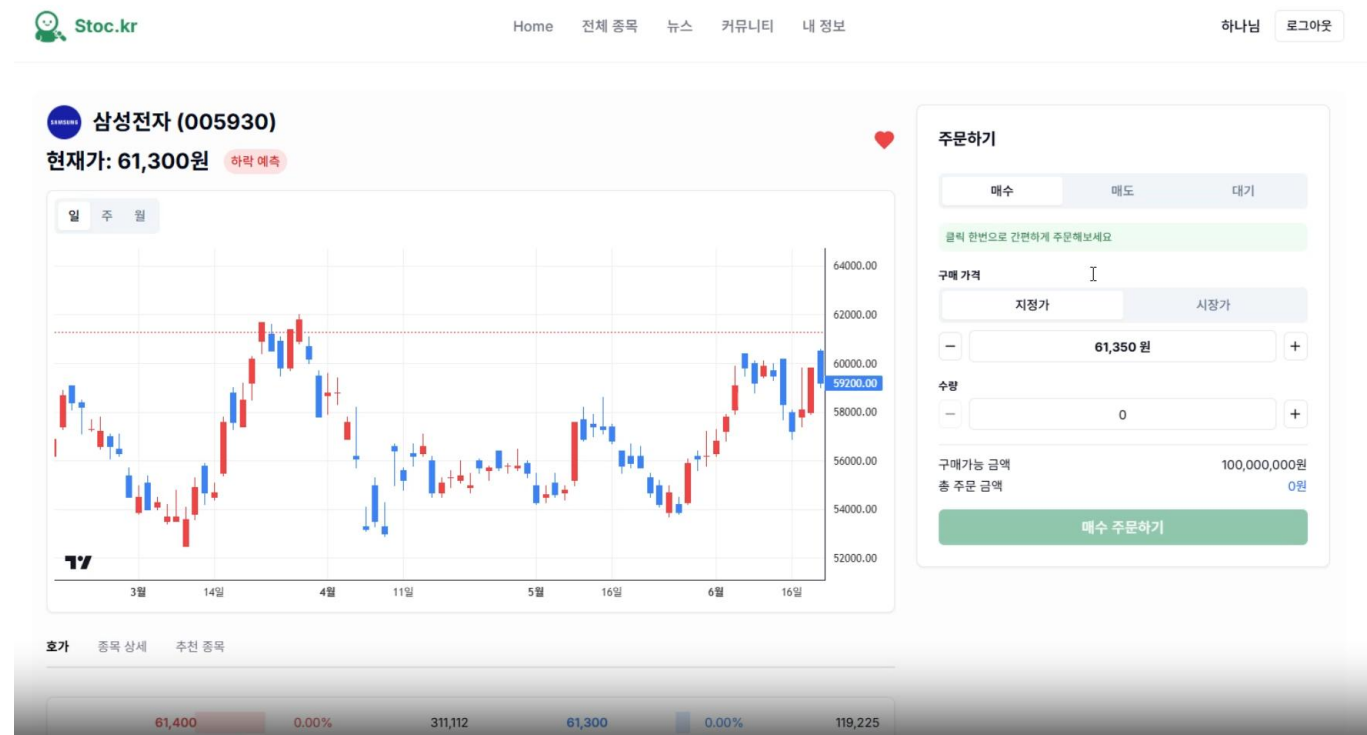 Stoc.kr
Home 전체 종목 뉴스 커뮤니티 내 정보
하나님 로그아웃
SAMSUNG 삼성전자 (005930)
현재가: 61,300원 하락 예측
일 주 월
64000.00
62000.00
60000.00
59200.00
58000.00
56000.00
54000.00
52000.00
3월 14일 4월 11일 5월 16일 6월 16일
호가 종목 상세 추천 종목
61,400 0.00% 311,112 61,300 0.00% 119,225
주문하기
매수 매도 대기
클릭 한번으로 간편하게 주문해보세요
구매 가격
지정가 시장가
− 61,350 원 +
수량
− 0 +
구매가능 금액 100,000,000원
총 주문 금액 0원
매수 주문하기